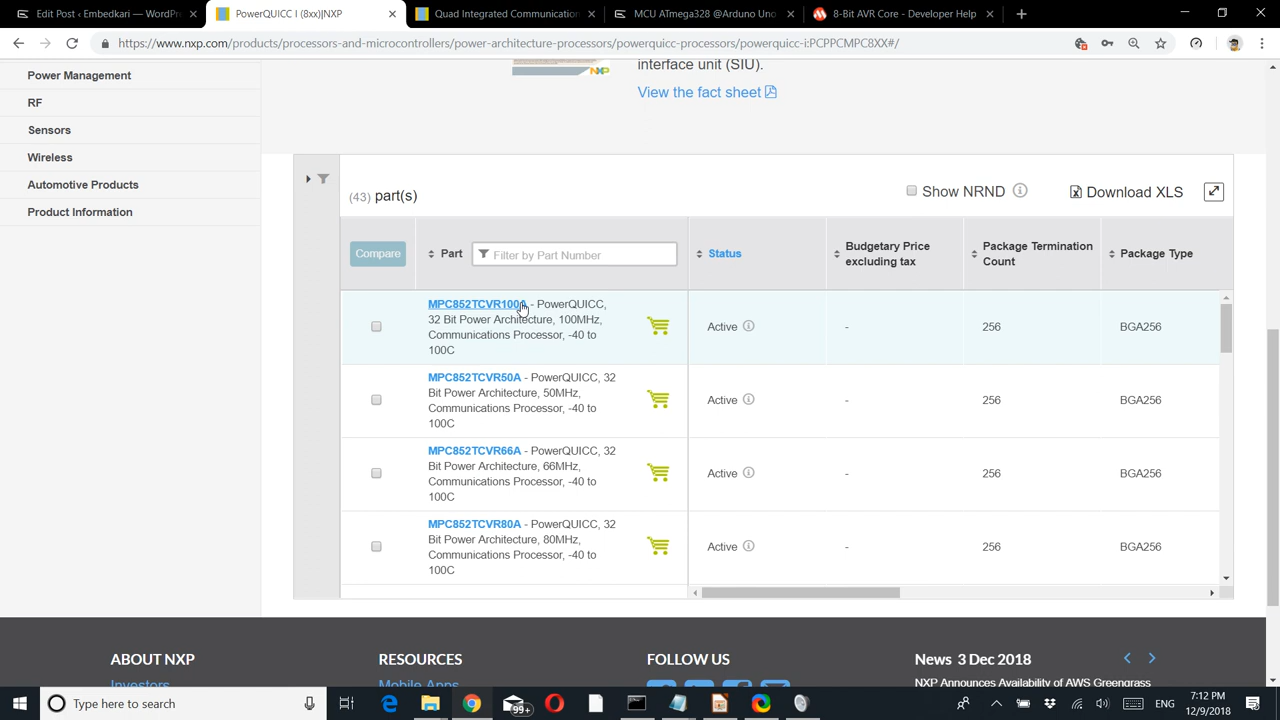 Edit Post ‹ Embedkari — WordPr
PowerQUICC I (8xx)|NXP
Quad Integrated Communication
MCU ATmega328 @Arduino Uno
8-Bit AVR Core - Developer Help
https://www.nxp.com/products/processors-and-microcontrollers/power-architecture-processors/powerquicc-processors/powerquicc-i:PCPPCMPC8XX#/
interface unit (SIU).
View the fact sheet
Power Management
RF
Sensors
Wireless
Automotive Products
Product Information
(43) part(s)
Show NRND
Download XLS
Compare
Part
Filter by Part Number
Status
Budgetary Price
excluding tax
Package Termination
Count
Package Type
MPC852TCVR100A - PowerQUICC,
32 Bit Power Architecture, 100MHz,
Communications Processor, -40 to
100C
Active
-
256
BGA256
MPC852TCVR50A - PowerQUICC, 32
Bit Power Architecture, 50MHz,
Communications Processor, -40 to
100C
Active
-
256
BGA256
MPC852TCVR66A - PowerQUICC, 32
Bit Power Architecture, 66MHz,
Communications Processor, -40 to
100C
Active
-
256
BGA256
MPC852TCVR80A - PowerQUICC, 32
Bit Power Architecture, 80MHz,
Communications Processor, -40 to
100C
Active
-
256
BGA256
ABOUT NXP
RESOURCES
FOLLOW US
News 3 Dec 2018
Investors
Mobile Apps
NXP Announces Availability of AWS Greengrass
Type here to search
99+
ENG
7:12 PM
12/9/2018